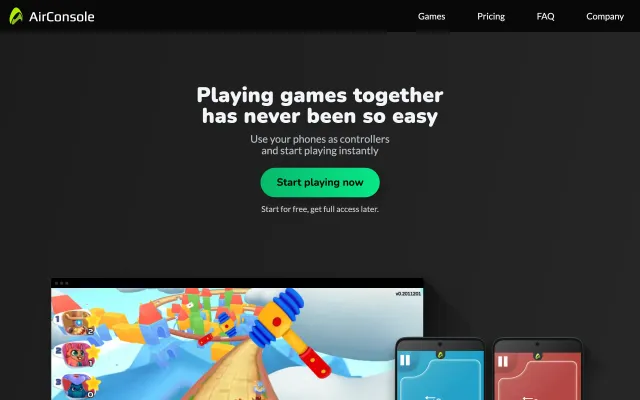 AirConsole
Games Pricing FAQ Company
Playing games together
has never been so easy
Use your phones as controllers
and start playing instantly
Start playing now
Start for free, get full access later.
v0.2011201
1
2
2
1
3
0